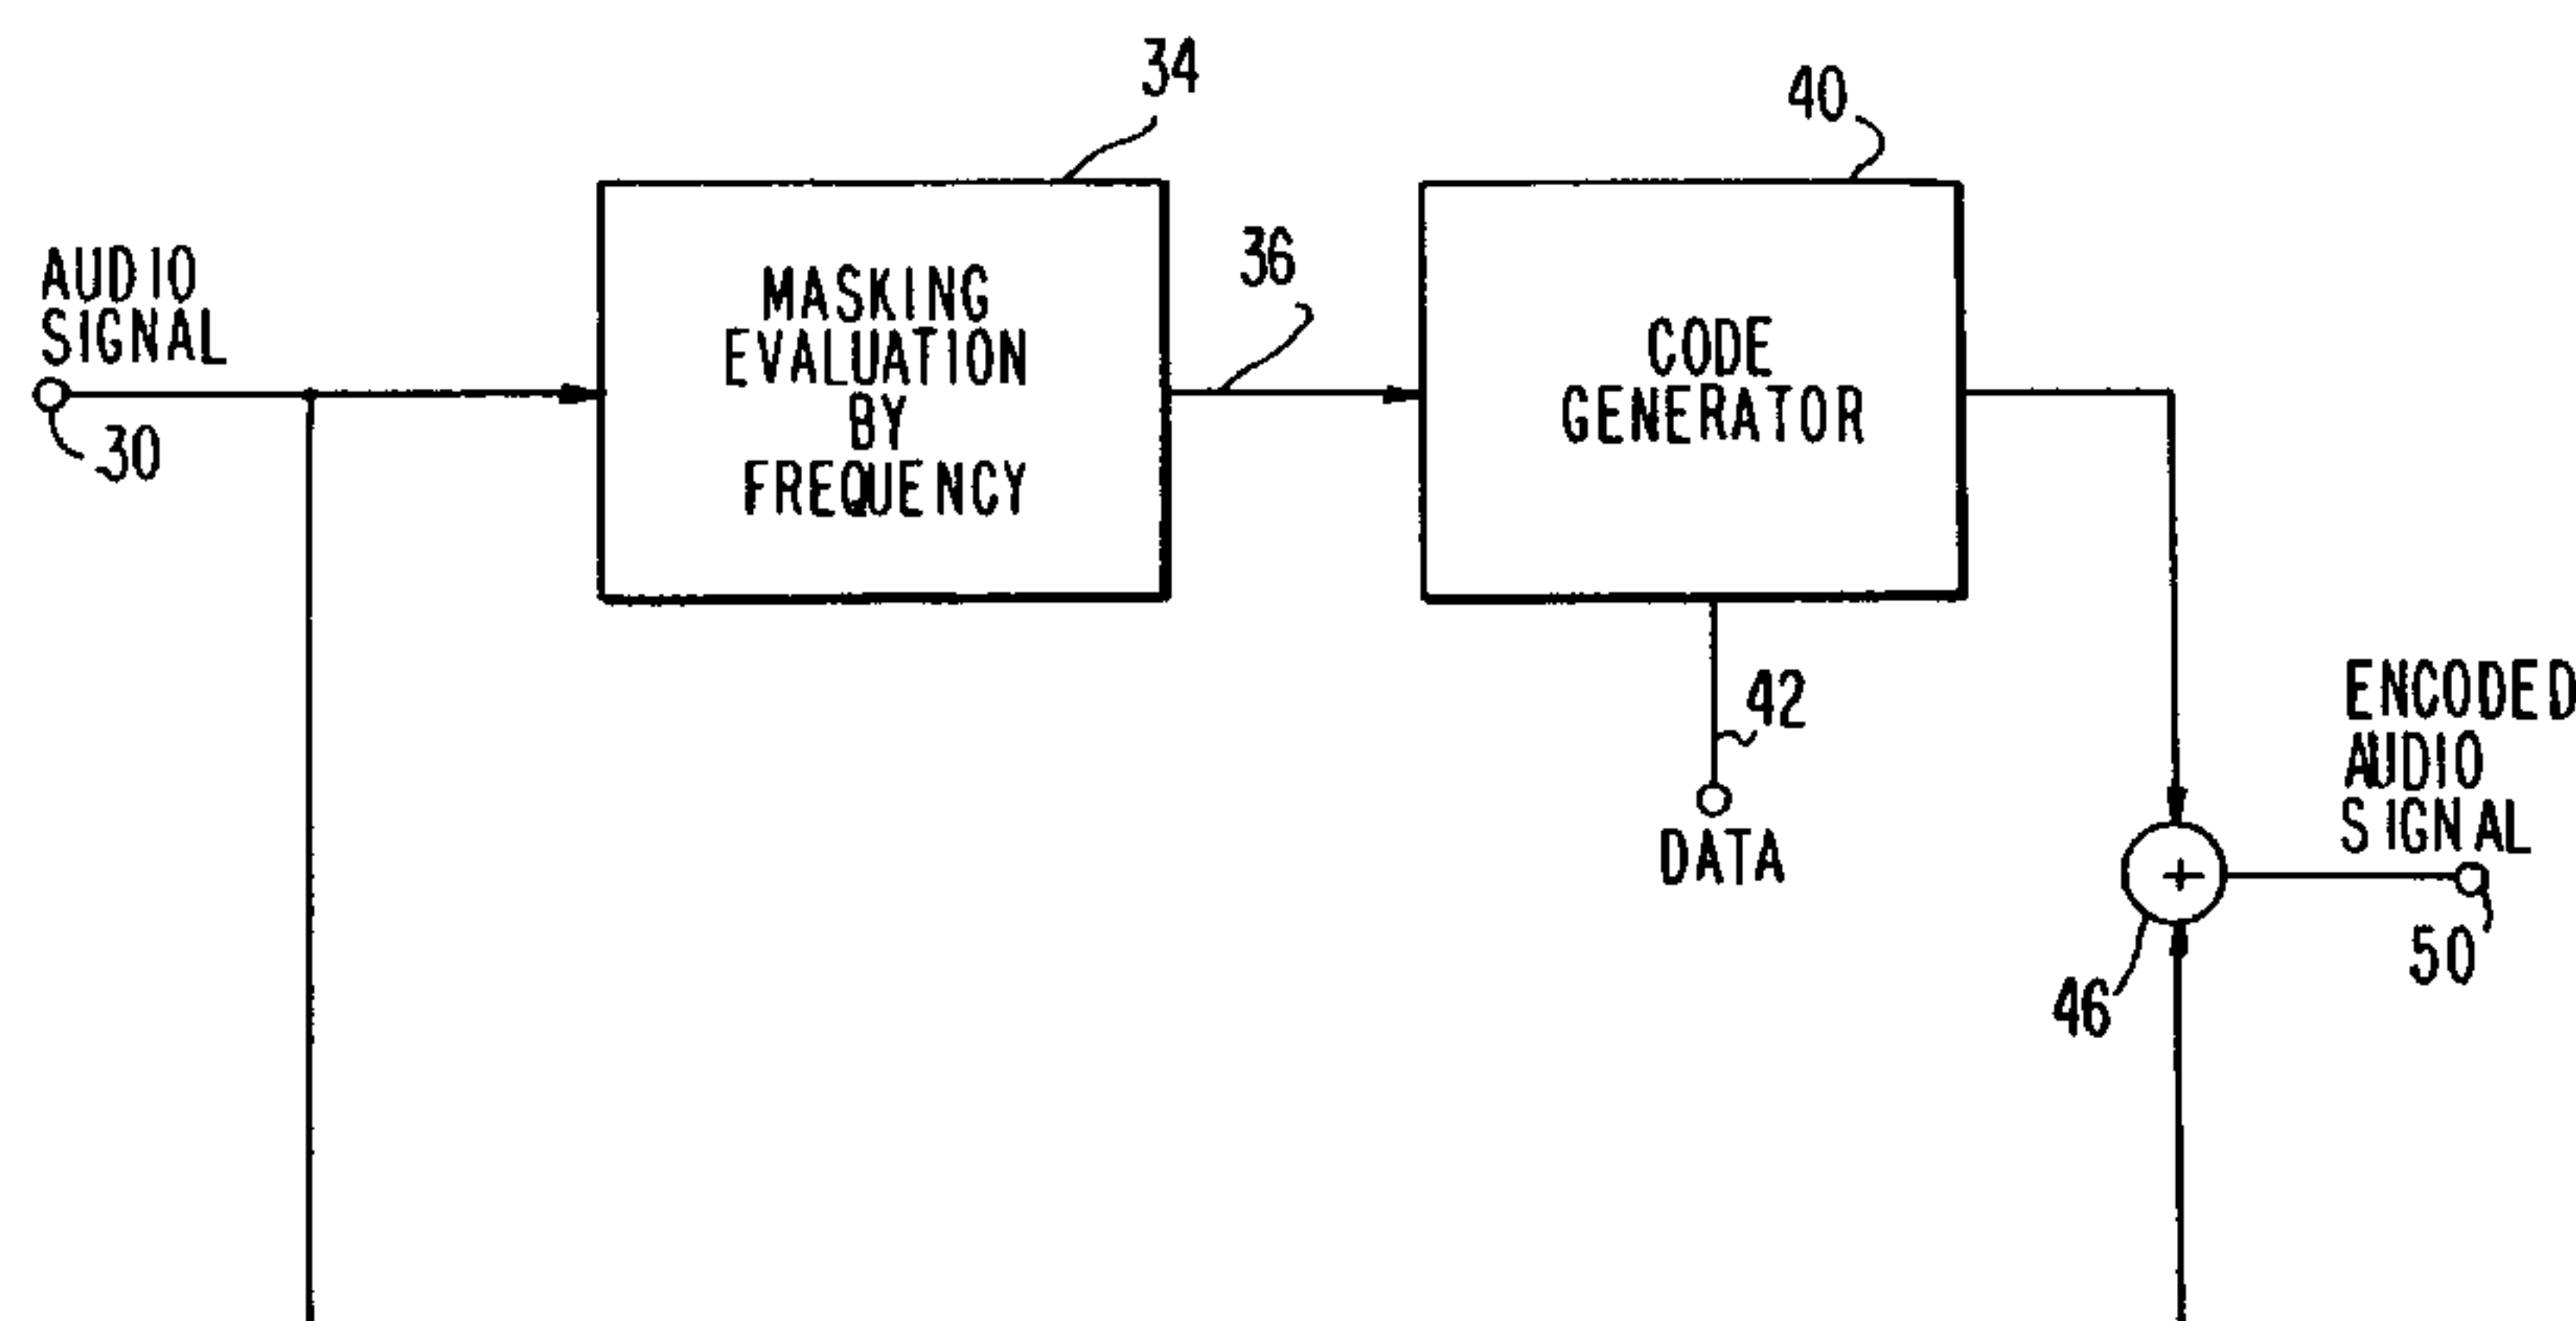 34
40
AUDIO
SIGNAL
30
MASKING
EVALUATION
BY
FREQUENCY
36
CODE
GENERATOR
42
DATA
ENCODED
AUDIO
SIGNAL
+
46
50